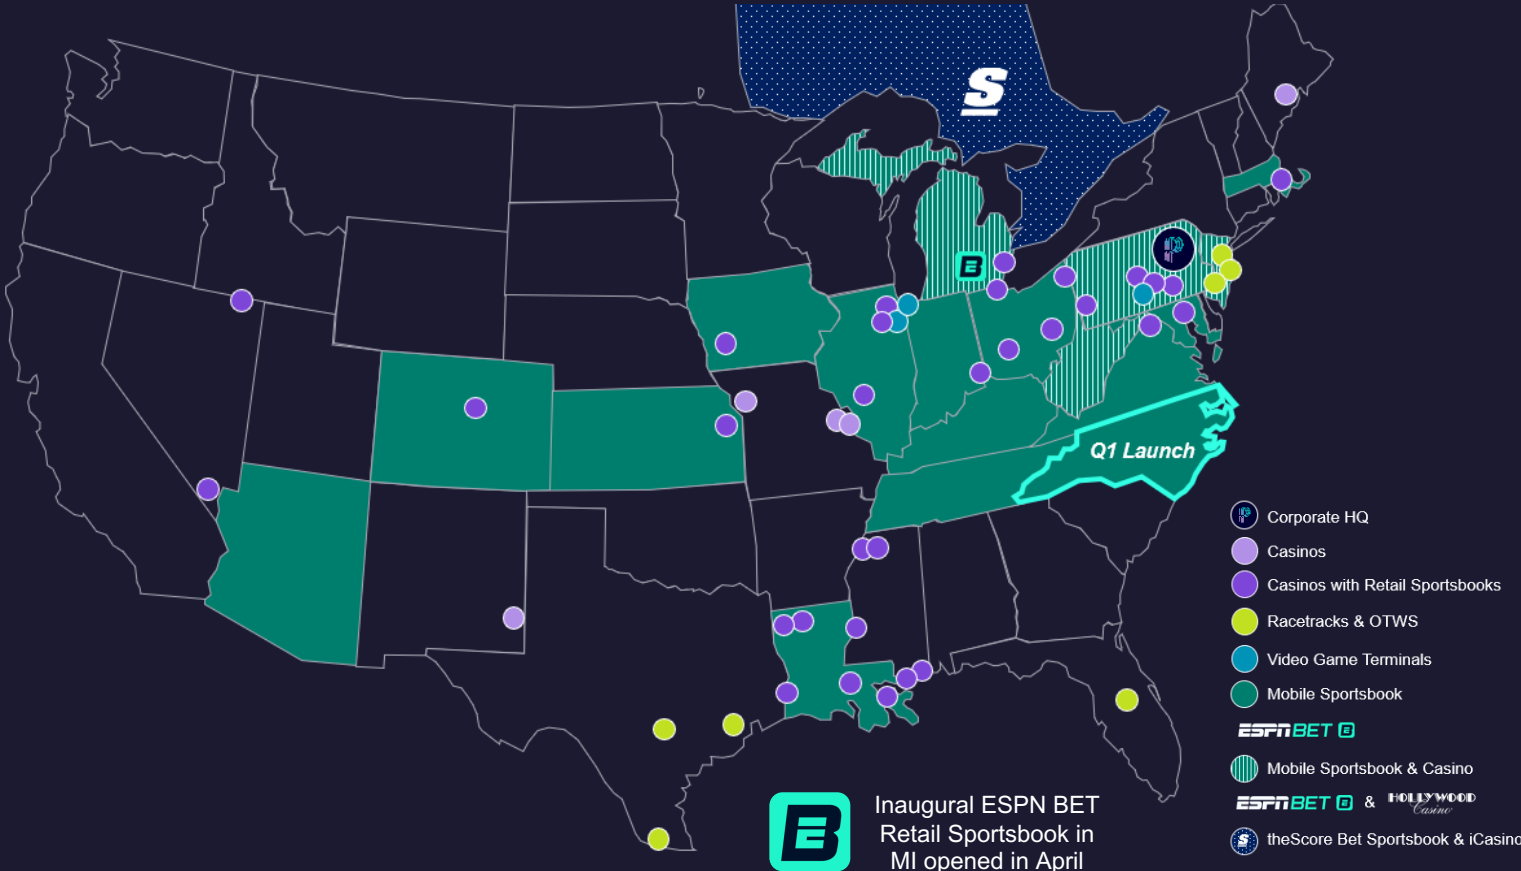 S
E
Q1 Launch
Corporate HQ
Casinos
Casinos with Retail Sportsbooks
Racetracks & OTWS
Video Game Terminals
Mobile Sportsbook
ESPN BET E
Mobile Sportsbook & Casino
ESPN BET E & HOLLYWOOD Casino
S theScore Bet Sportsbook & iCasino
E
Inaugural ESPN BET
Retail Sportsbook in
MI opened in April